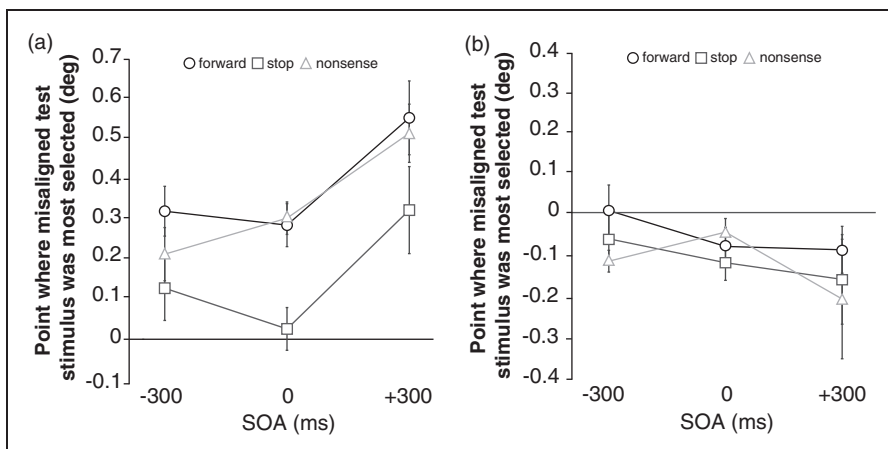 (a)
Point where misaligned test
stimulus was most selected (deg)
0.7
0.6
0.5
0.4
0.3
0.2
0.1
0
-0.1
forward stop nonsense
-300 0 +300
SOA (ms)
(b)
Point where misaligned test
stimulus was most selected (deg)
0.4
0.3
0.2
0.1
0
-0.1
-0.2
-0.3
-0.4
forward stop nonsense
-300 0 +300
SOA (ms)